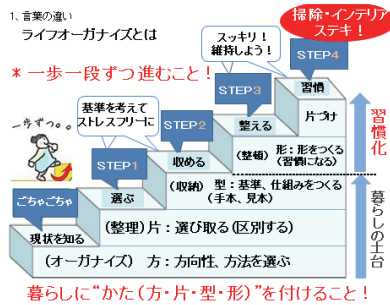 1、言葉の違い
ライフオーガナイズとは
掃除・インテリア
ステキ！
スッキリ！
維持しよう！
STEP4
＊一歩一段ずつ進むこと！
習慣
STEP3
基準を考えて
ストレスフリーに
STEP2
整える
片づけ
習慣化
一歩ずつ。。
(整頓) 形：形をつくる
(習慣になる)
STEP1
収める
(収納) 型：基準、仕組みをつくる
(手本、見本)
ごちゃごちゃ
選ぶ
(整理) 片：選び取る(区別する)
暮らしの土台
現状を知る
(オーガナイズ) 方：方向性、方法を選ぶ
暮らしに“かた(方・片・型・形)”を付けること！